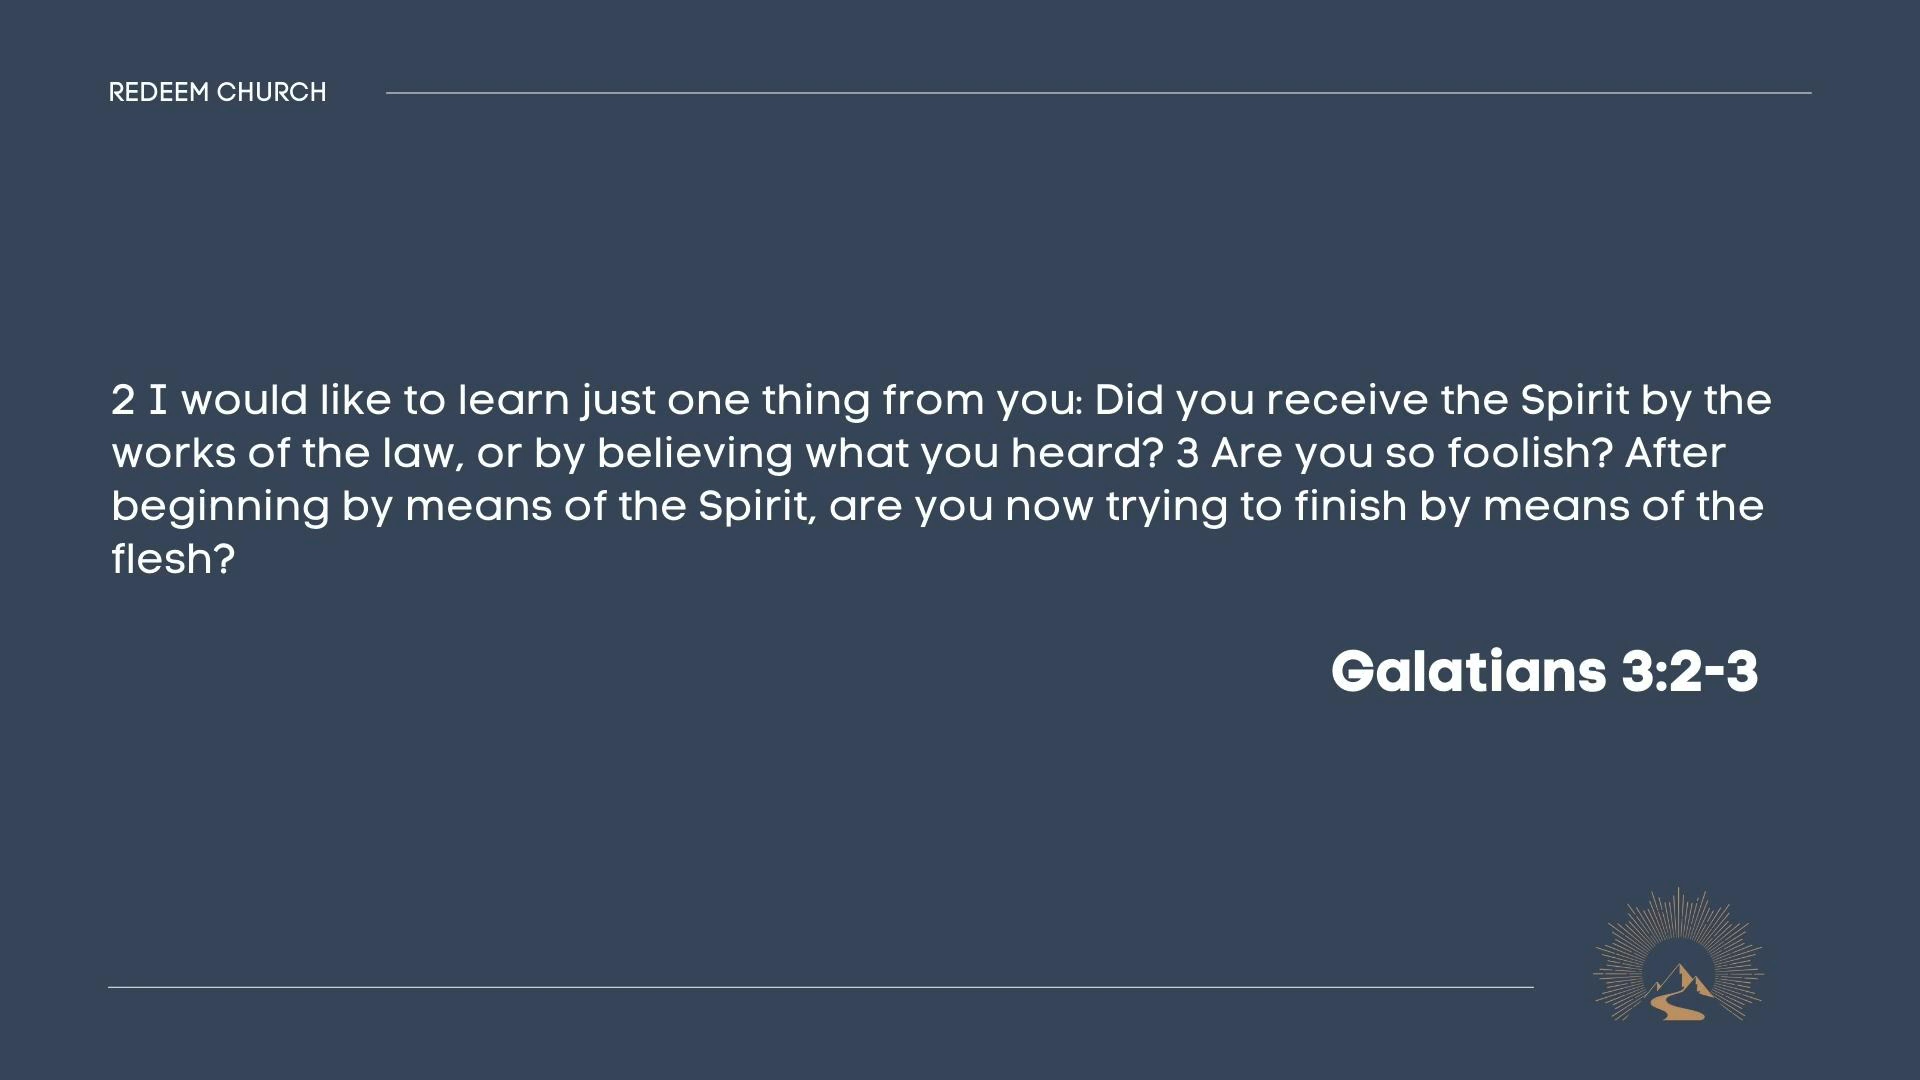 REDEEM CHURCH
2 I would like to learn just one thing from you: Did you receive the Spirit by the
works of the law, or by believing what you heard? 3 Are you so foolish? After
beginning by means of the Spirit, are you now trying to finish by means of the
flesh?
Galatians 3:2-3